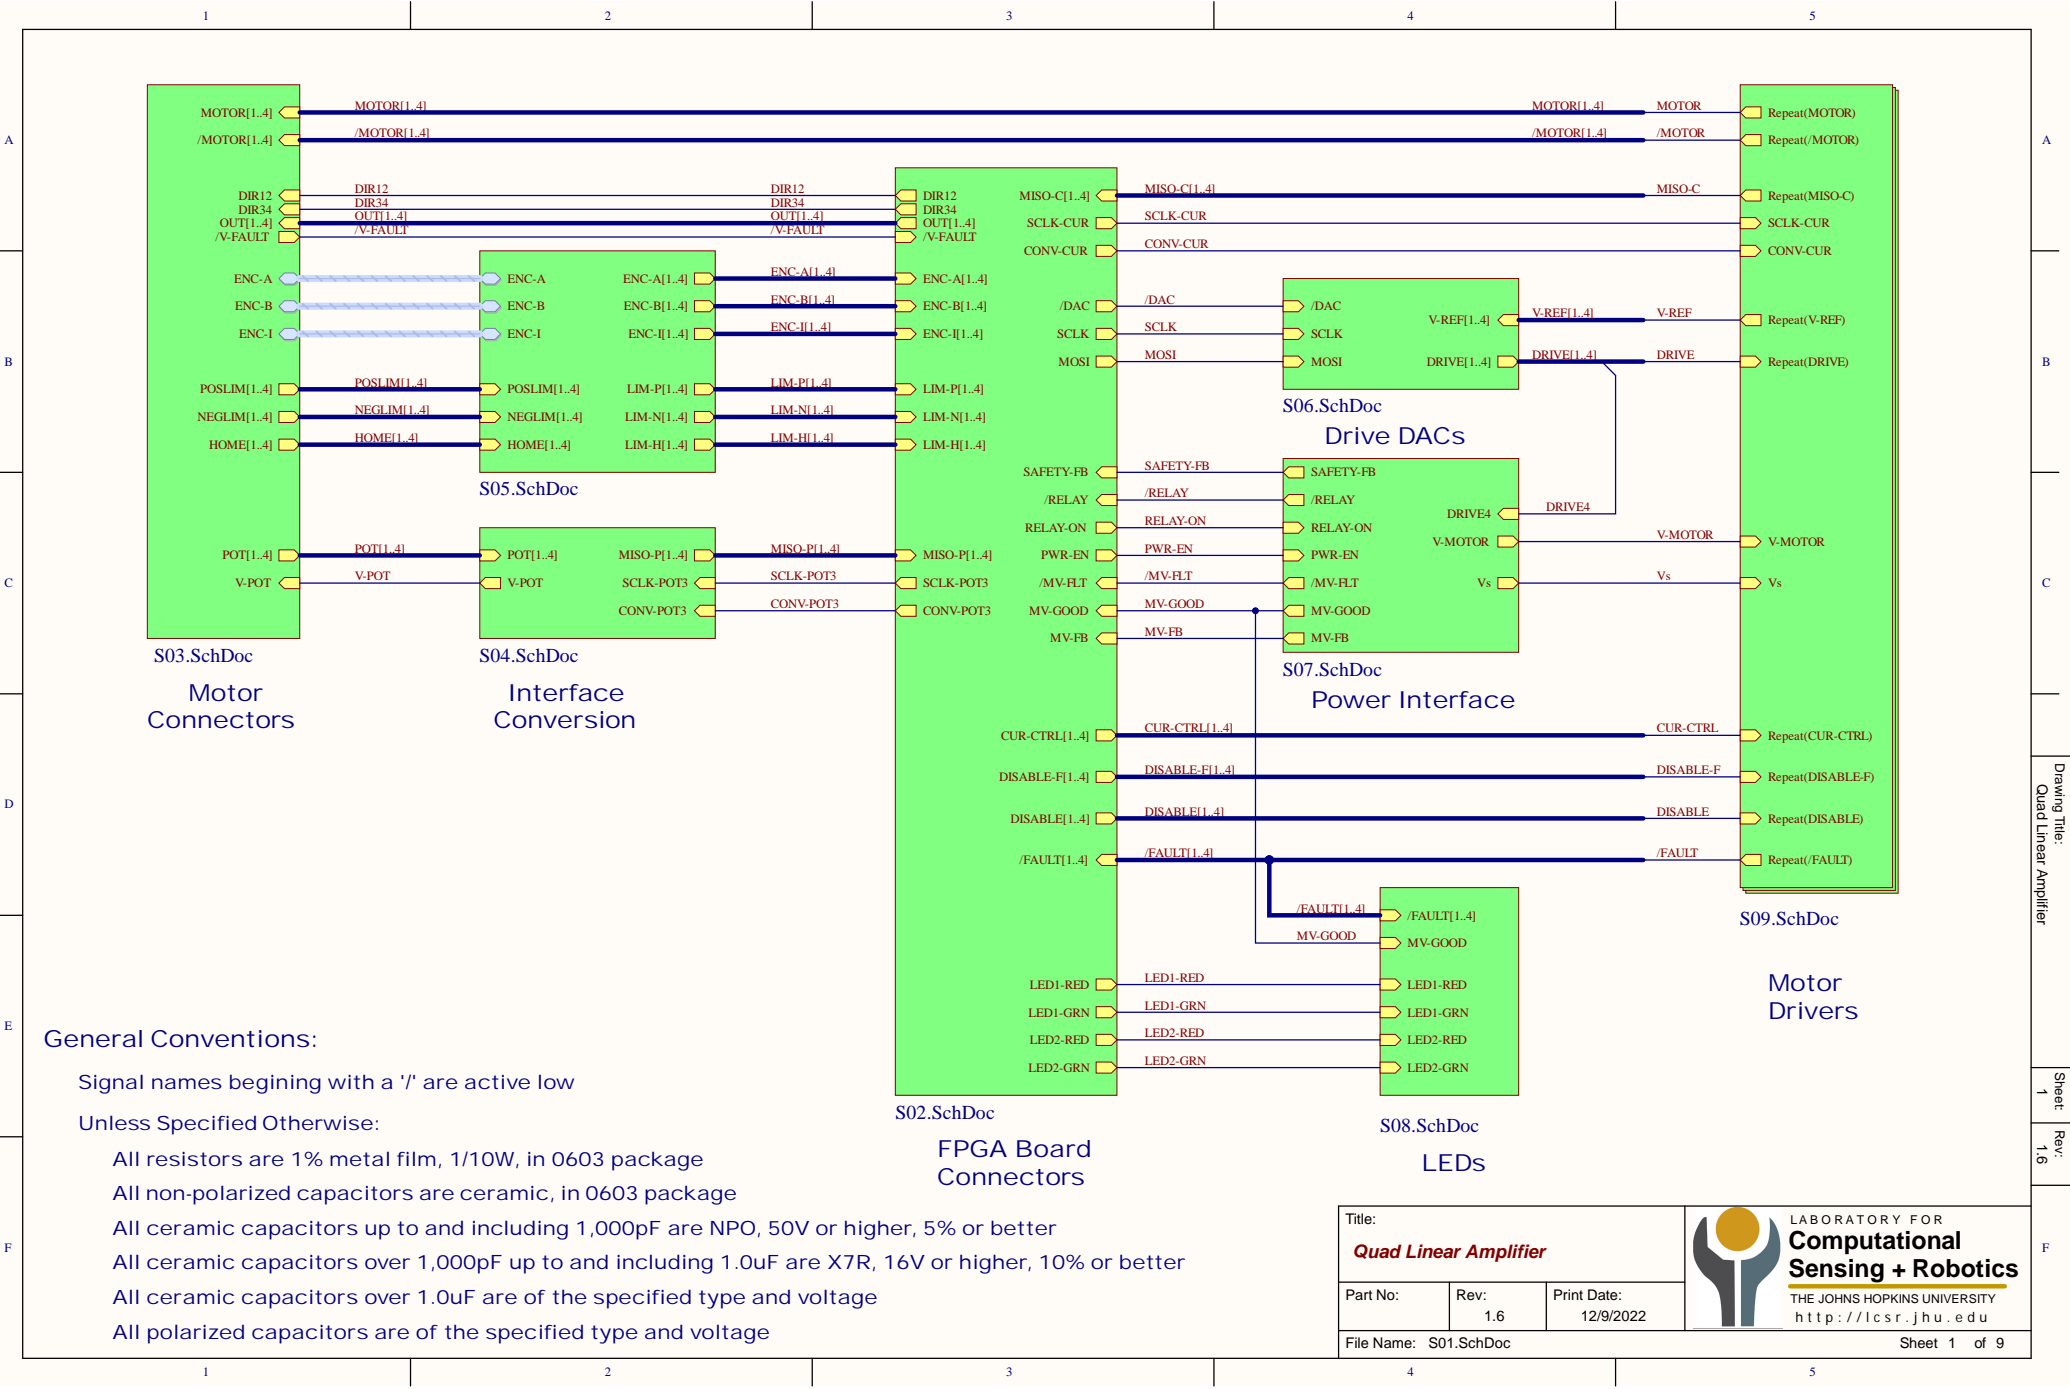 1 2 3 4 5
A
B
C
D
E
F
MOTOR[1..4]
/MOTOR[1..4]
DIR12
DIR34
OUT[1..4]
/V-FAULT
ENC-A
ENC-B
ENC-I
POSLIM[1..4]
NEGLIM[1..4]
HOME[1..4]
POT[1..4]
V-POT
S03.SchDoc
Motor
Connectors
MOTOR[1..4]
/MOTOR[1..4]
DIR12
DIR34
OUT[1..4]
/V-FAULT
POSLIM[1..4]
NEGLIM[1..4]
HOME[1..4]
POT[1..4]
V-POT
ENC-A ENC-A[1..4]
ENC-B ENC-B[1..4]
ENC-I ENC-I[1..4]
POSLIM[1..4] LIM-P[1..4]
NEGLIM[1..4] LIM-N[1..4]
HOME[1..4] LIM-H[1..4]
S05.SchDoc
POT[1..4] MISO-P[1..4]
V-POT SCLK-POT3
CONV-POT3
S04.SchDoc
Interface
Conversion
DIR12
DIR34
OUT[1..4]
/V-FAULT
ENC-A[1..4]
ENC-B[1..4]
ENC-I[1..4]
LIM-P[1..4]
LIM-N[1..4]
LIM-H[1..4]
MISO-P[1..4]
SCLK-POT3
CONV-POT3
DIR12
DIR34
OUT[1..4]
/V-FAULT
ENC-A[1..4]
ENC-B[1..4]
ENC-I[1..4]
LIM-P[1..4]
LIM-N[1..4]
LIM-H[1..4]
MISO-P[1..4]
SCLK-POT3
CONV-POT3
MISO-C[1..4]
SCLK-CUR
CONV-CUR
/DAC
SCLK
MOSI
SAFETY-FB
/RELAY
RELAY-ON
PWR-EN
/MV-FLT
MV-GOOD
MV-FB
CUR-CTRL[1..4]
DISABLE-F[1..4]
DISABLE[1..4]
/FAULT[1..4]
LED1-RED
LED1-GRN
LED2-RED
LED2-GRN
S02.SchDoc
FPGA Board
Connectors
MISO-C[1..4]
SCLK-CUR
CONV-CUR
/DAC
SCLK
MOSI
SAFETY-FB
/RELAY
RELAY-ON
PWR-EN
/MV-FLT
MV-GOOD
MV-FB
CUR-CTRL[1..4]
DISABLE-F[1..4]
DISABLE[1..4]
/FAULT[1..4]
LED1-RED
LED1-GRN
LED2-RED
LED2-GRN
/DAC
SCLK
MOSI
V-REF[1..4]
DRIVE[1..4]
S06.SchDoc
Drive DACs
SAFETY-FB
/RELAY
RELAY-ON
PWR-EN
/MV-FLT
MV-GOOD
MV-FB
DRIVE4
V-MOTOR
Vs
S07.SchDoc
Power Interface
/FAULT[1..4]
MV-GOOD
/FAULT[1..4]
MV-GOOD
LED1-RED
LED1-GRN
LED2-RED
LED2-GRN
S08.SchDoc
LEDs
MOTOR[1..4] MOTOR
/MOTOR[1..4] /MOTOR
MISO-C
V-REF[1..4] V-REF
DRIVE[1..4] DRIVE
DRIVE4
V-MOTOR
Vs
CUR-CTRL
DISABLE-F
DISABLE
/FAULT
Repeat(MOTOR)
Repeat(/MOTOR)
Repeat(MISO-C)
SCLK-CUR
CONV-CUR
Repeat(V-REF)
Repeat(DRIVE)
V-MOTOR
Vs
Repeat(CUR-CTRL)
Repeat(DISABLE-F)
Repeat(DISABLE)
Repeat(/FAULT)
S09.SchDoc
Motor
Drivers
General Conventions:
Signal names begining with a '/' are active low
Unless Specified Otherwise:
All resistors are 1% metal film, 1/10W, in 0603 package
All non-polarized capacitors are ceramic, in 0603 package
All ceramic capacitors up to and including 1,000pF are NPO, 50V or higher, 5% or better
All ceramic capacitors over 1,000pF up to and including 1.0uF are X7R, 16V or higher, 10% or better
All ceramic capacitors over 1.0uF are of the specified type and voltage
All polarized capacitors are of the specified type and voltage
A
B
C
D
E
F
Drawing Title:
Quad Linear Amplifier
Sheet:
1
Rev:
1.6
Title:
Quad Linear Amplifier
Part No:
Rev:
1.6
Print Date:
12/9/2022
File Name: S01.SchDoc
Sheet 1 of 9
LABORATORY FOR
Computational
Sensing + Robotics
THE JOHNS HOPKINS UNIVERSITY
http://lcsr.jhu.edu
1 2 3 4 5